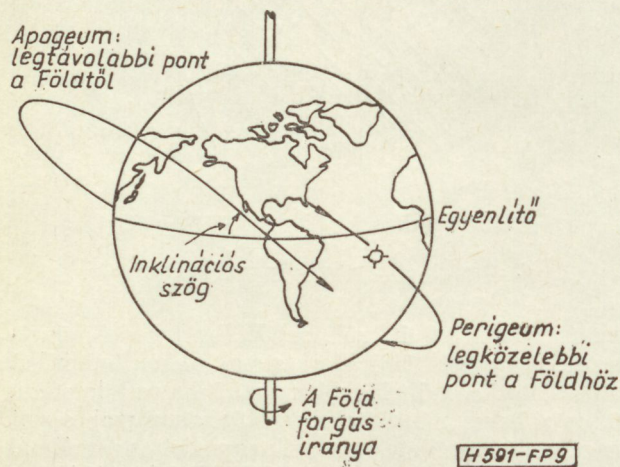 Apogeum:
legtávolabbi pont
a Földtől
Egyenlítő
Inklinációs
szög
Perigeum:
legközelebbi
pont a Földhöz
A Föld
forgás
iránya
H591-FP9